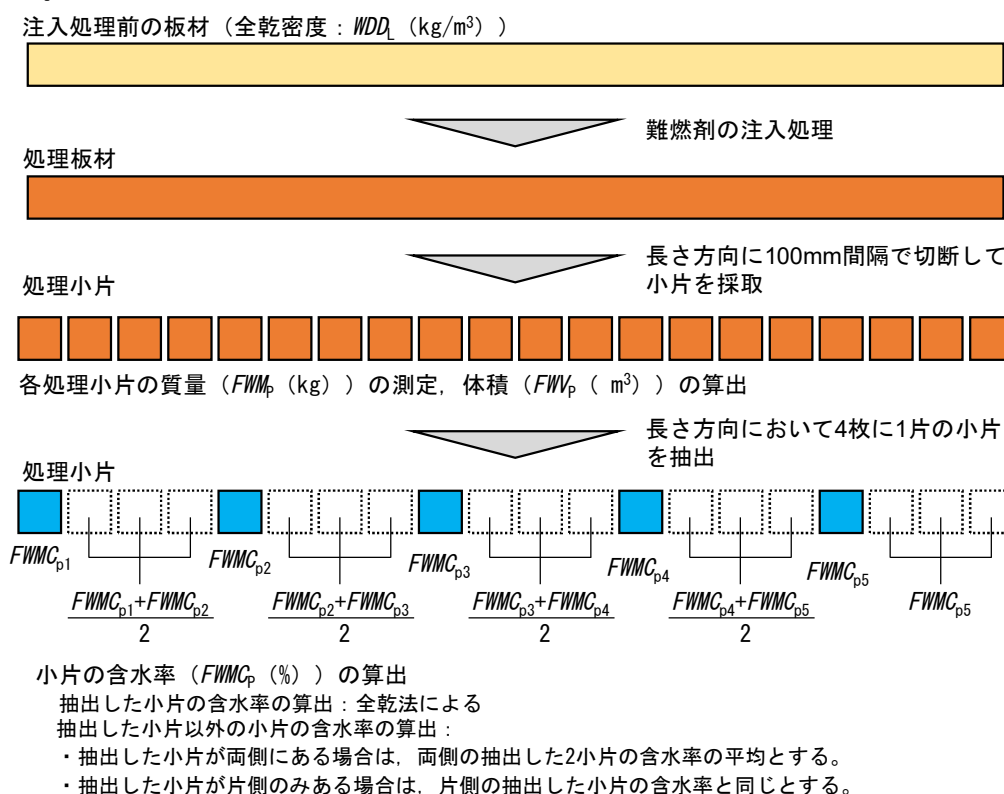 注入処理前の板材（全乾密度：WDDL（kg/m³））
難燃剤の注入処理
処理板材
長さ方向に100mm間隔で切断して
小片を採取
処理小片
各処理小片の質量（FWMP（kg））の測定，体積（FWVP（ m³））の算出
長さ方向において4枚に1片の小片
を抽出
処理小片
FWMCp1 FWMCp2 FWMCp3 FWMCp4 FWMCp5
FWMCp1+FWMCp2 FWMCp2+FWMCp3 FWMCp3+FWMCp4 FWMCp4+FWMCp5 FWMCp5
2 2 2 2
小片の含水率（FWMCP（%））の算出
抽出した小片の含水率の算出：全乾法による
抽出した小片以外の小片の含水率の算出：
・抽出した小片が両側にある場合は，両側の抽出した2小片の含水率の平均とする。
・抽出した小片が片側のみある場合は，片側の抽出した小片の含水率と同じとする。